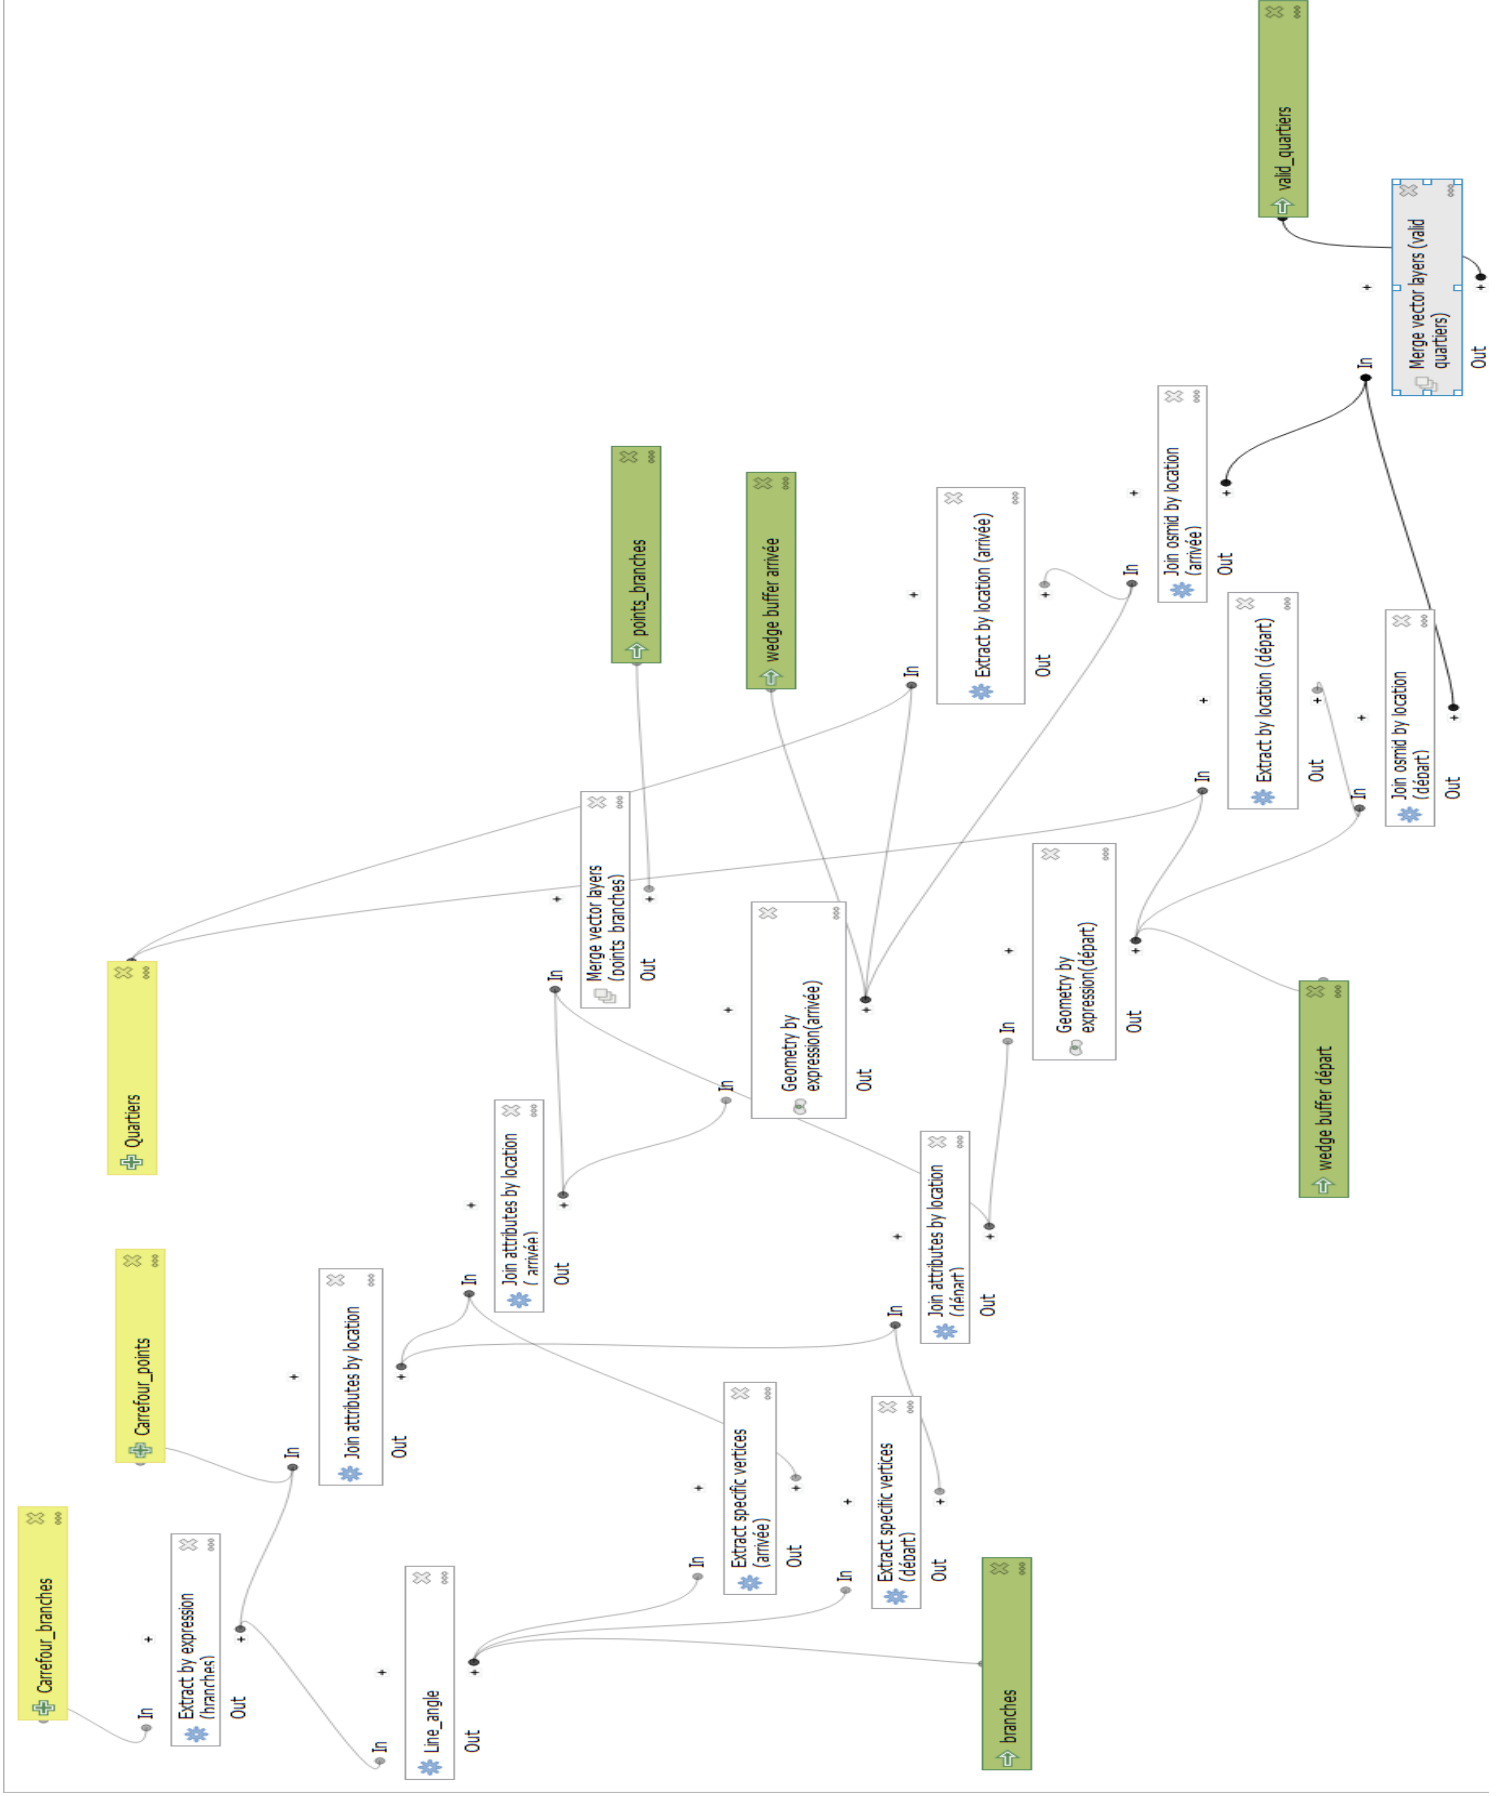 Carrefour_branches
In
Extract by expression
(branches)
Out
Carrefour_points
In
Join attributes by location
Out
Quartiers
In
Line_angle
Out
In
Join attributes by location
( arrivée)
Out
In
Merge vector layers
(points branches)
Out
points_branches
In
Extract specific vertices
(arrivée)
Out
In
Geometry by
expression(arrivée)
Out
wedge buffer arrivée
In
Extract specific vertices
(départ)
Out
In
Join attributes by location
(départ)
Out
In
Extract by location (arrivée)
Out
branches
In
Geometry by
expression(départ)
Out
In
Join osmid by location
(arrivée)
Out
In
Extract by location (départ)
Out
wedge buffer départ
In
Join osmid by location
(départ)
Out
In
Merge vector layers (valid
quartiers)
Out
valid_quartiers